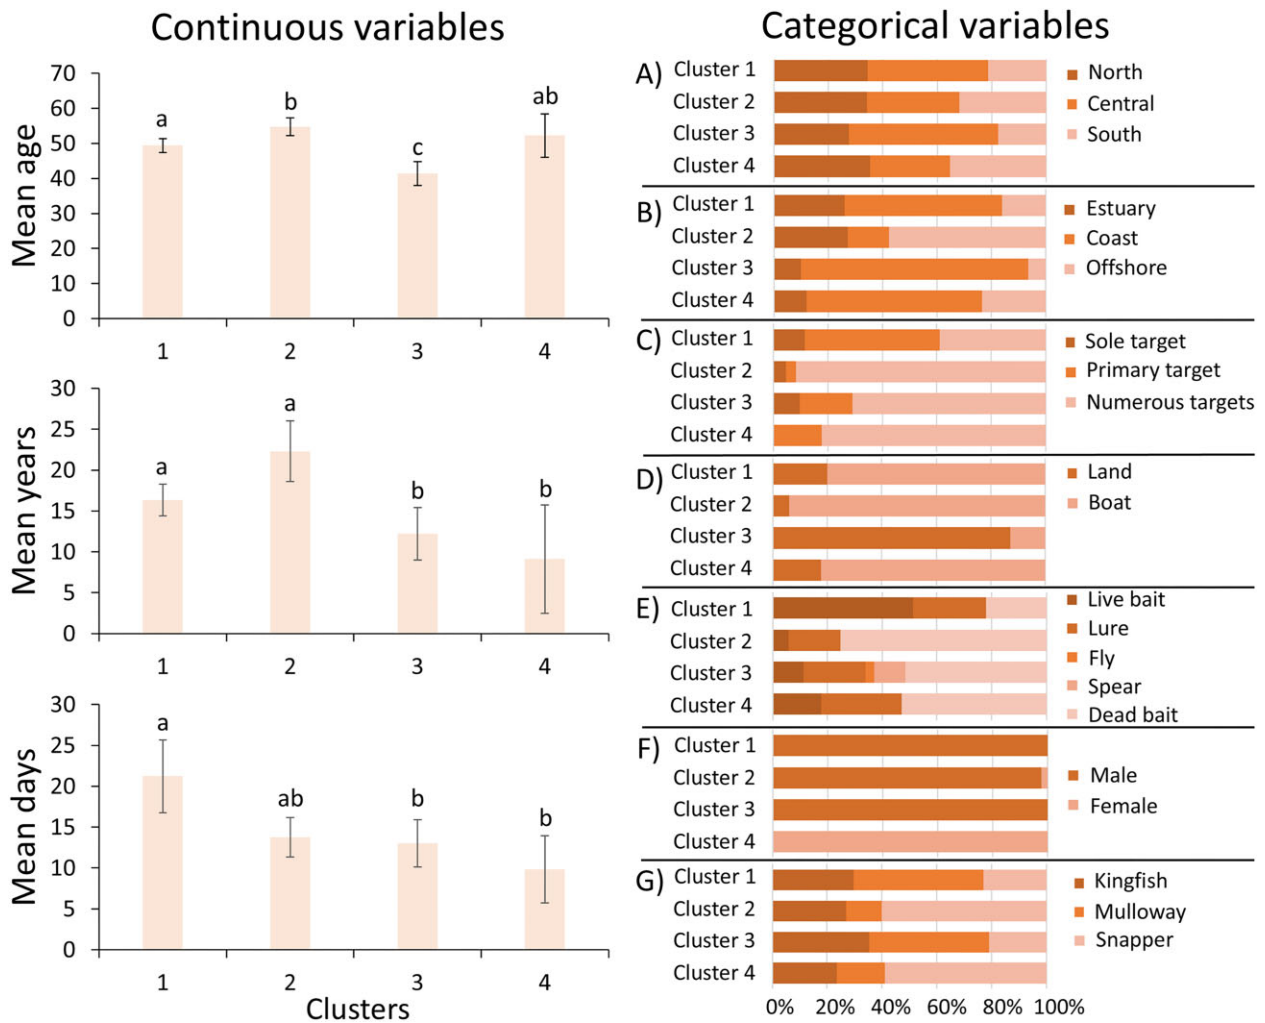 Continuous variables
Mean age
70
60
50
40
30
20
10
0
a
b
c
ab
1
2
3
4
Mean years
30
25
20
15
10
5
0
a
a
b
b
1
2
3
4
Mean days
30
25
20
15
10
5
0
a
ab
b
b
1
2
3
4
Clusters
Categorical variables
A)
Cluster 1
Cluster 2
Cluster 3
Cluster 4
North
Central
South
B)
Cluster 1
Cluster 2
Cluster 3
Cluster 4
Estuary
Coast
Offshore
C)
Cluster 1
Cluster 2
Cluster 3
Cluster 4
Sole target
Primary target
Numerous targets
D)
Cluster 1
Cluster 2
Cluster 3
Cluster 4
Land
Boat
E)
Cluster 1
Cluster 2
Cluster 3
Cluster 4
Live bait
Lure
Fly
Spear
Dead bait
F)
Cluster 1
Cluster 2
Cluster 3
Cluster 4
Male
Female
G)
Cluster 1
Cluster 2
Cluster 3
Cluster 4
Kingfish
Mulloway
Snapper
0% 20% 40% 60% 80% 100%